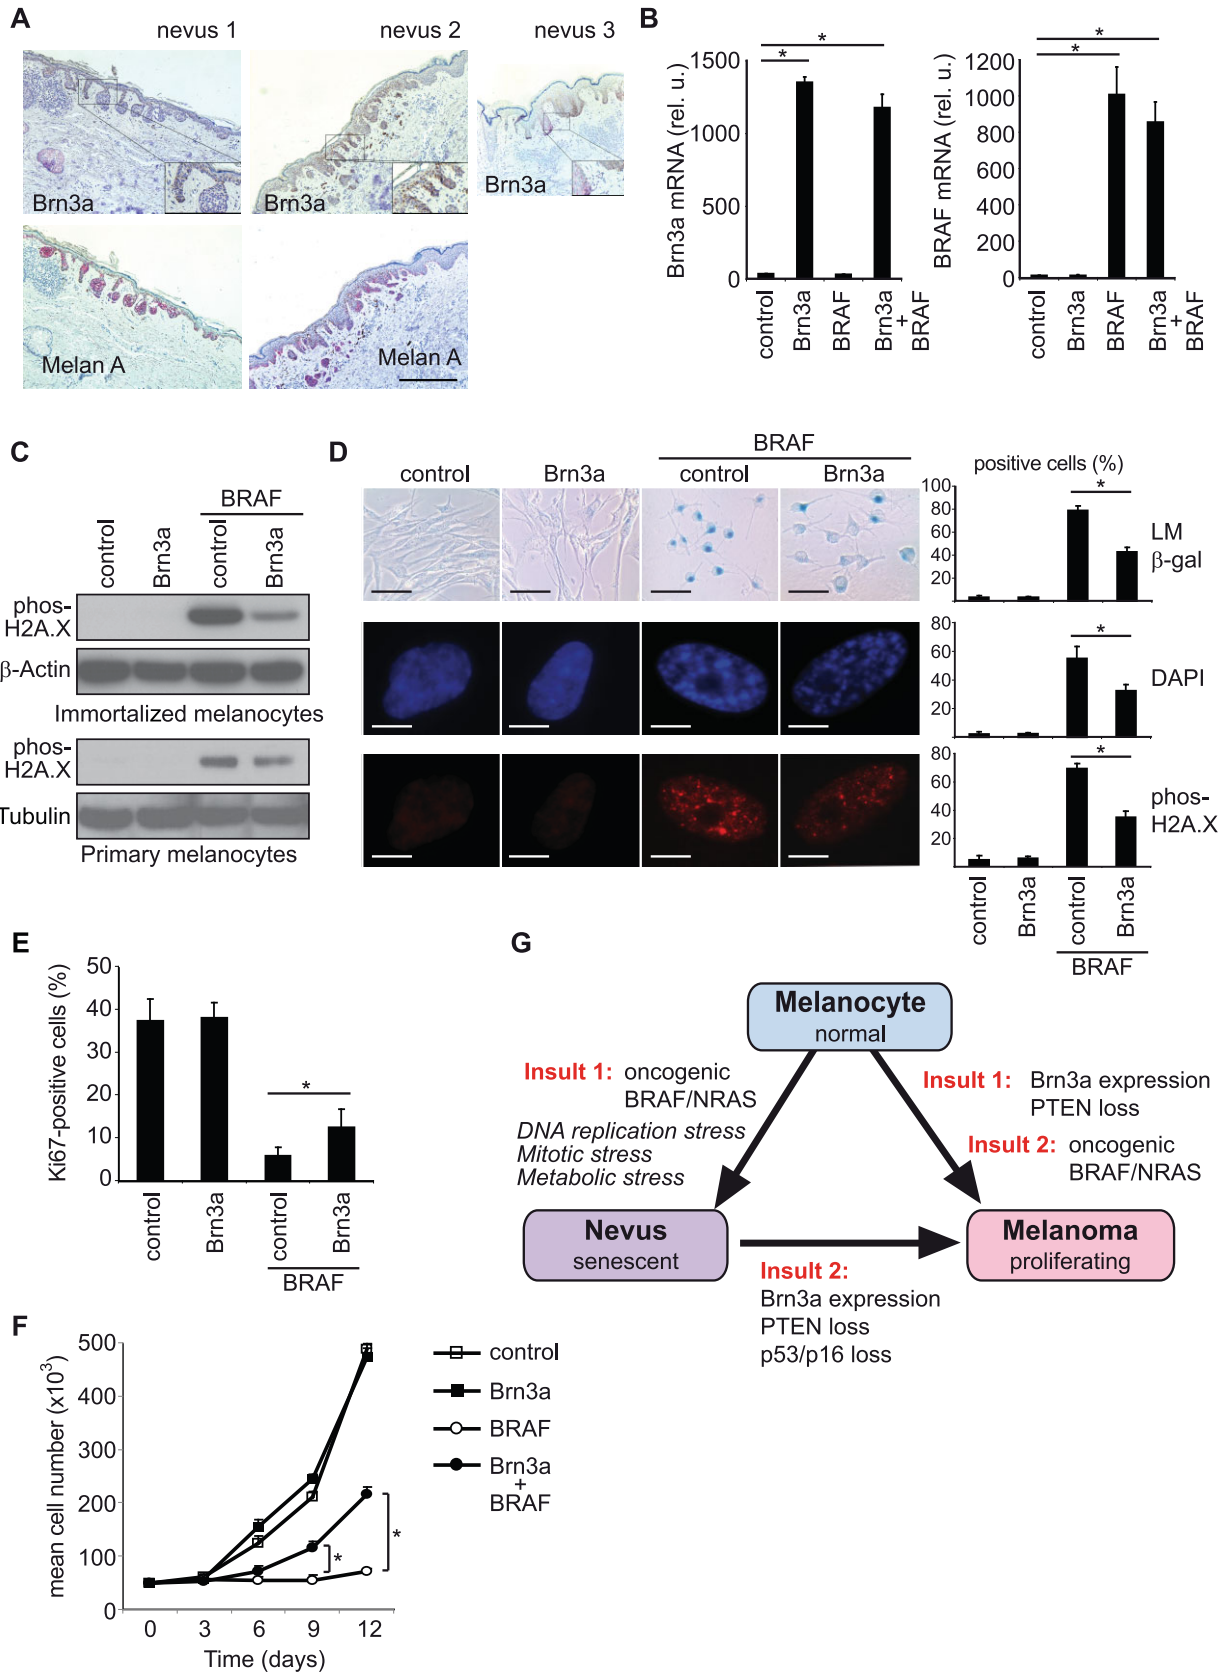 A
nevus 1
nevus 2
nevus 3
Brn3a
Brn3a
Brn3a
Melan A
Melan A
B
Brn3a mRNA (rel. u.)
1500
1000
500
0
*
*
control
Brn3a
BRAF
Brn3a
+
BRAF
BRAF mRNA (rel. u.)
1200
1000
800
600
400
200
0
*
*
control
Brn3a
BRAF
Brn3a
+
BRAF
C
BRAF
control
Brn3a
control
Brn3a
phos-
H2A.X
β-Actin
Immortalized melanocytes
phos-
H2A.X
Tubulin
Primary melanocytes
D
BRAF
control
Brn3a
control
Brn3a
positive cells (%)
100
80
60
40
20
*
LM
β-gal
80
60
40
20
*
DAPI
80
60
40
20
*
phos-
H2A.X
control
Brn3a
control
Brn3a
BRAF
E
Ki67-positive cells (%)
50
40
30
20
10
0
*
control
Brn3a
control
Brn3a
BRAF
F
mean cell number (x10³)
500
400
300
200
100
0
*
*
0 3 6 9 12
Time (days)
control
Brn3a
BRAF
Brn3a
+
BRAF
G
Melanocyte
normal
Insult 1: oncogenic
BRAF/NRAS
DNA replication stress
Mitotic stress
Metabolic stress
Insult 1: Brn3a expression
PTEN loss
Insult 2: oncogenic
BRAF/NRAS
Nevus
senescent
Melanoma
proliferating
Insult 2:
Brn3a expression
PTEN loss
p53/p16 loss